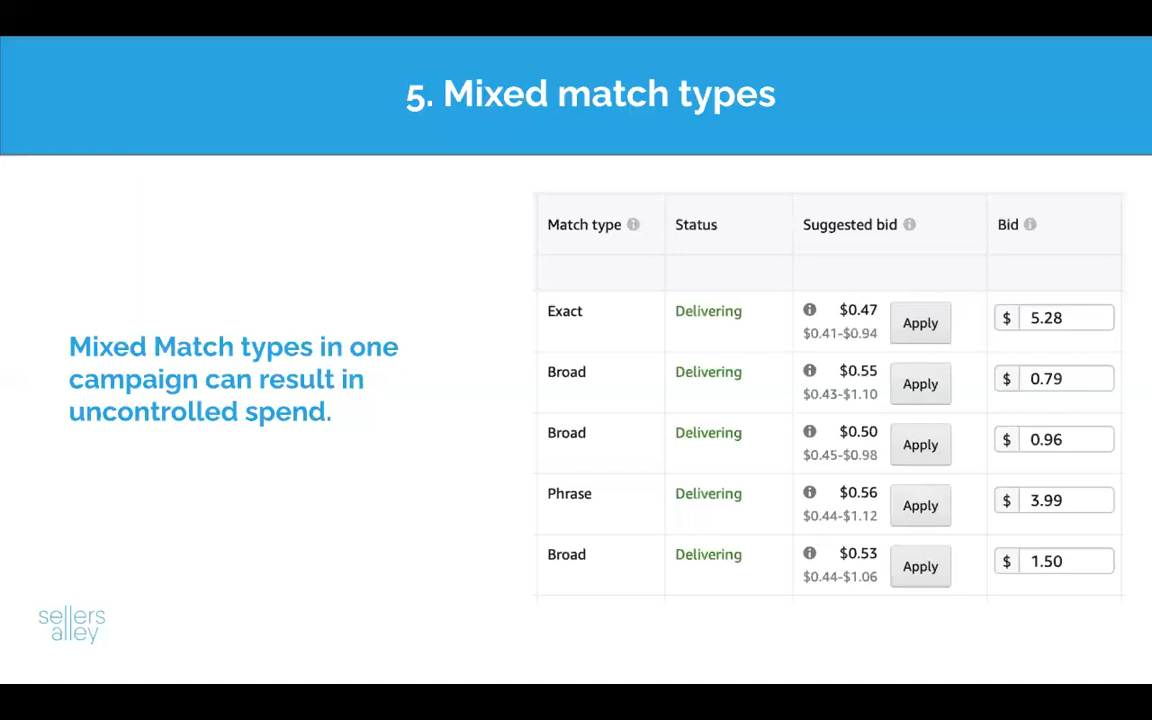 5. Mixed match types
Mixed Match types in one
campaign can result in
uncontrolled spend.
Match type Status Suggested bid Bid
Exact Delivering $0.47 Apply $ 5.28
$0.41-$0.94
Broad Delivering $0.55 Apply $ 0.79
$0.43-$1.10
Broad Delivering $0.50 Apply $ 0.96
$0.45-$0.98
Phrase Delivering $0.56 Apply $ 3.99
$0.44-$1.12
Broad Delivering $0.53 Apply $ 1.50
$0.44-$1.06
sellers
alley